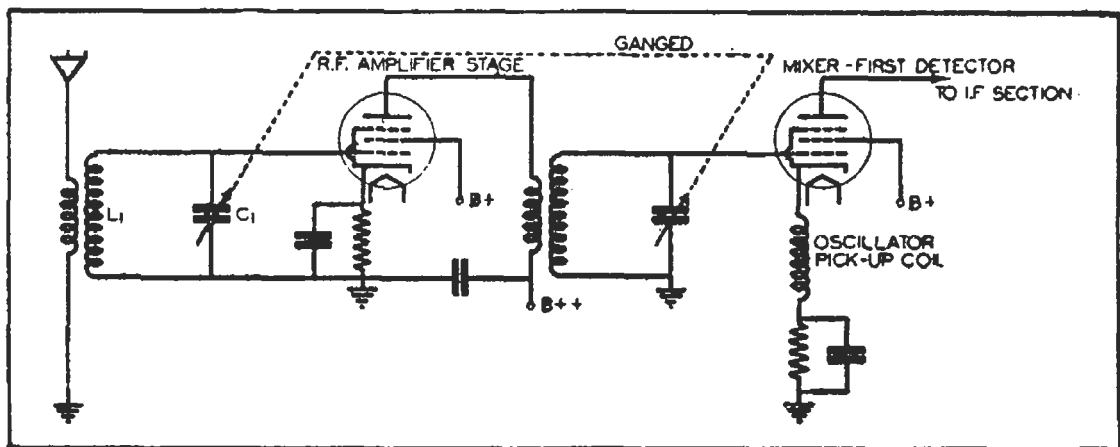 GANGED
R.F. AMPLIFIER STAGE
MIXER - FIRST DETECTOR
TO I.F SECTION
L1
C1
B+
B+
OSCILLATOR
PICK-UP COIL
B++